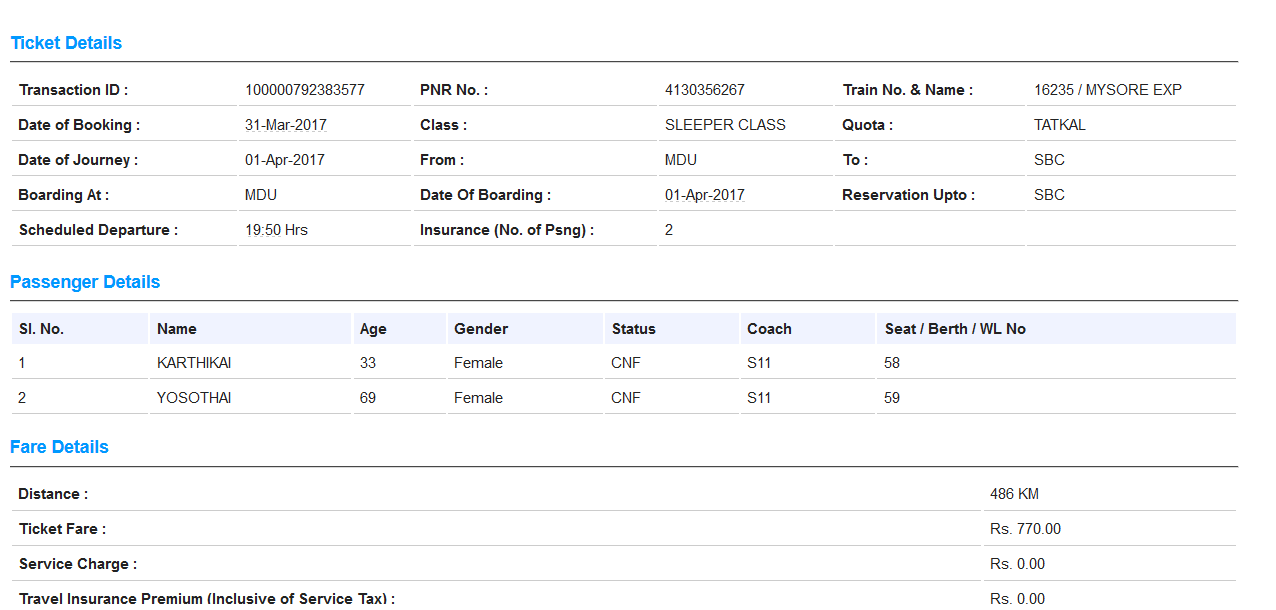 Ticket Details
Transaction ID : 100000792383577 PNR No. : 4130356267 Train No. & Name : 16235 / MYSORE EXP
Date of Booking : 31-Mar-2017 Class : SLEEPER CLASS Quota : TATKAL
Date of Journey : 01-Apr-2017 From : MDU To : SBC
Boarding At : MDU Date Of Boarding : 01-Apr-2017 Reservation Upto : SBC
Scheduled Departure : 19:50 Hrs Insurance (No. of Psng) : 2
Passenger Details
Sl. No. Name Age Gender Status Coach Seat / Berth / WL No
1 KARTHIKAI 33 Female CNF S11 58
2 YOSOTHAI 69 Female CNF S11 59
Fare Details
Distance : 486 KM
Ticket Fare : Rs. 770.00
Service Charge : Rs. 0.00
Travel Insurance Premium (Inclusive of Service Tax) : Rs. 0.00